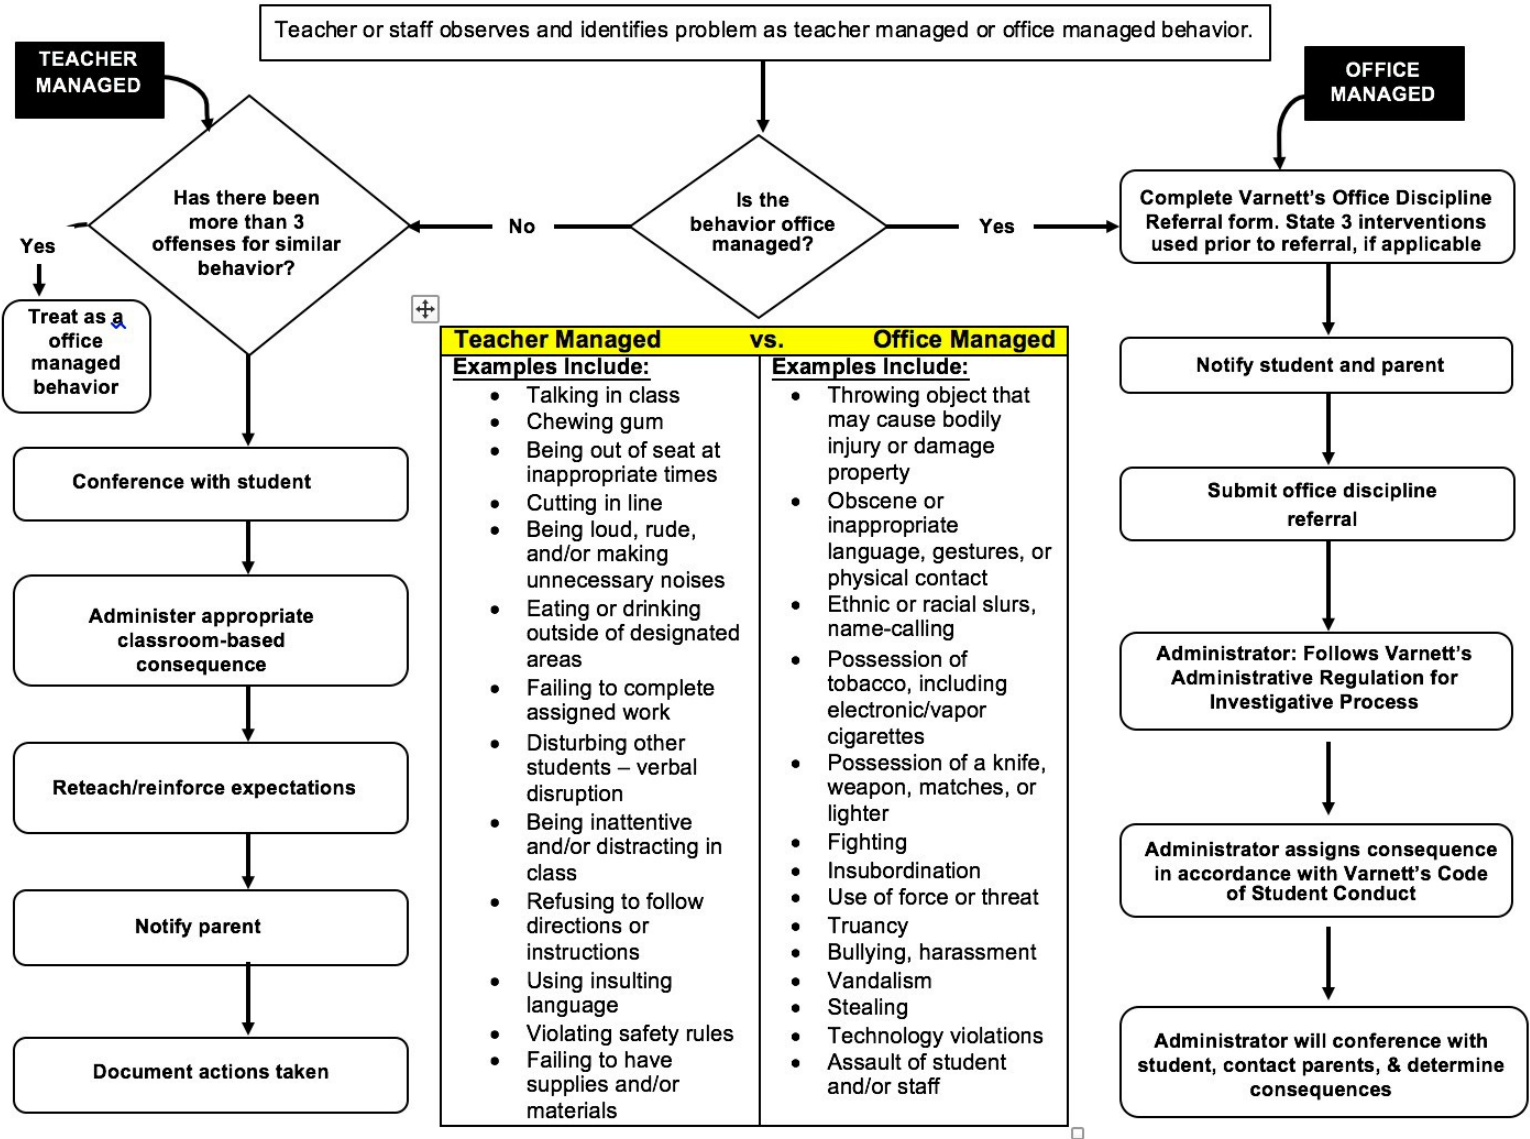 Teacher or staff observes and identifies problem as teacher managed or office managed behavior.
TEACHER
MANAGED
OFFICE
MANAGED
Has there been
more than 3
offenses for similar
behavior?
No
Is the
behavior office
managed?
Yes
Complete Varnett’s Office Discipline
Referral form. State 3 interventions
used prior to referral, if applicable
Yes
Treat as a
office
managed
behavior
Conference with student
Administer appropriate
classroom-based
consequence
Reteach/reinforce expectations
Notify parent
Document actions taken
Teacher Managed vs. Office Managed
Examples Include:
• Talking in class
• Chewing gum
• Being out of seat at
inappropriate times
• Cutting in line
• Being loud, rude,
and/or making
unnecessary noises
• Eating or drinking
outside of designated
areas
• Failing to complete
assigned work
• Disturbing other
students – verbal
disruption
• Being inattentive
and/or distracting in
class
• Refusing to follow
directions or
instructions
• Using insulting
language
• Violating safety rules
• Failing to have
supplies and/or
materials
Examples Include:
• Throwing object that
may cause bodily
injury or damage
property
• Obscene or
inappropriate
language, gestures, or
physical contact
• Ethnic or racial slurs,
name-calling
• Possession of
tobacco, including
electronic/vapor
cigarettes
• Possession of a knife,
weapon, matches, or
lighter
• Fighting
• Insubordination
• Use of force or threat
• Truancy
• Bullying, harassment
• Vandalism
• Stealing
• Technology violations
• Assault of student
and/or staff
Notify student and parent
Submit office discipline
referral
Administrator: Follows Varnett’s
Administrative Regulation for
Investigative Process
Administrator assigns consequence
in accordance with Varnett’s Code
of Student Conduct
Administrator will conference with
student, contact parents, & determine
consequences